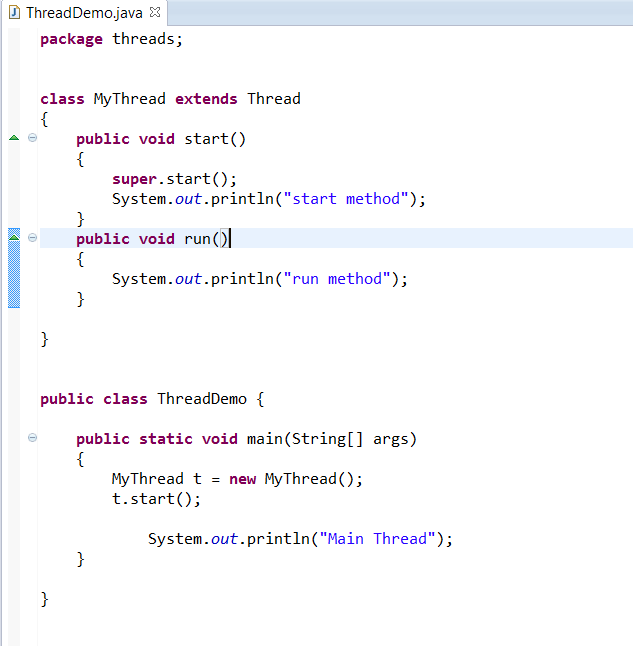 ThreadDemo.java
package threads;
class MyThread extends Thread
{
public void start()
{
super.start();
System.out.println("start method");
}
public void run()
{
System.out.println("run method");
}
}
public class ThreadDemo {
public static void main(String[] args)
{
MyThread t = new MyThread();
t.start();
System.out.println("Main Thread");
}
}